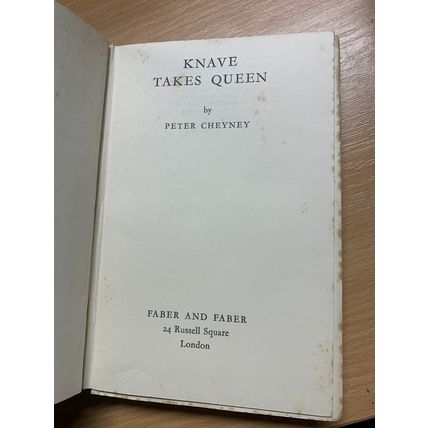 KNAVE
TAKES QUEEN
by
PETER CHEYNEY
FABER AND FABER
24 Russell Square
London